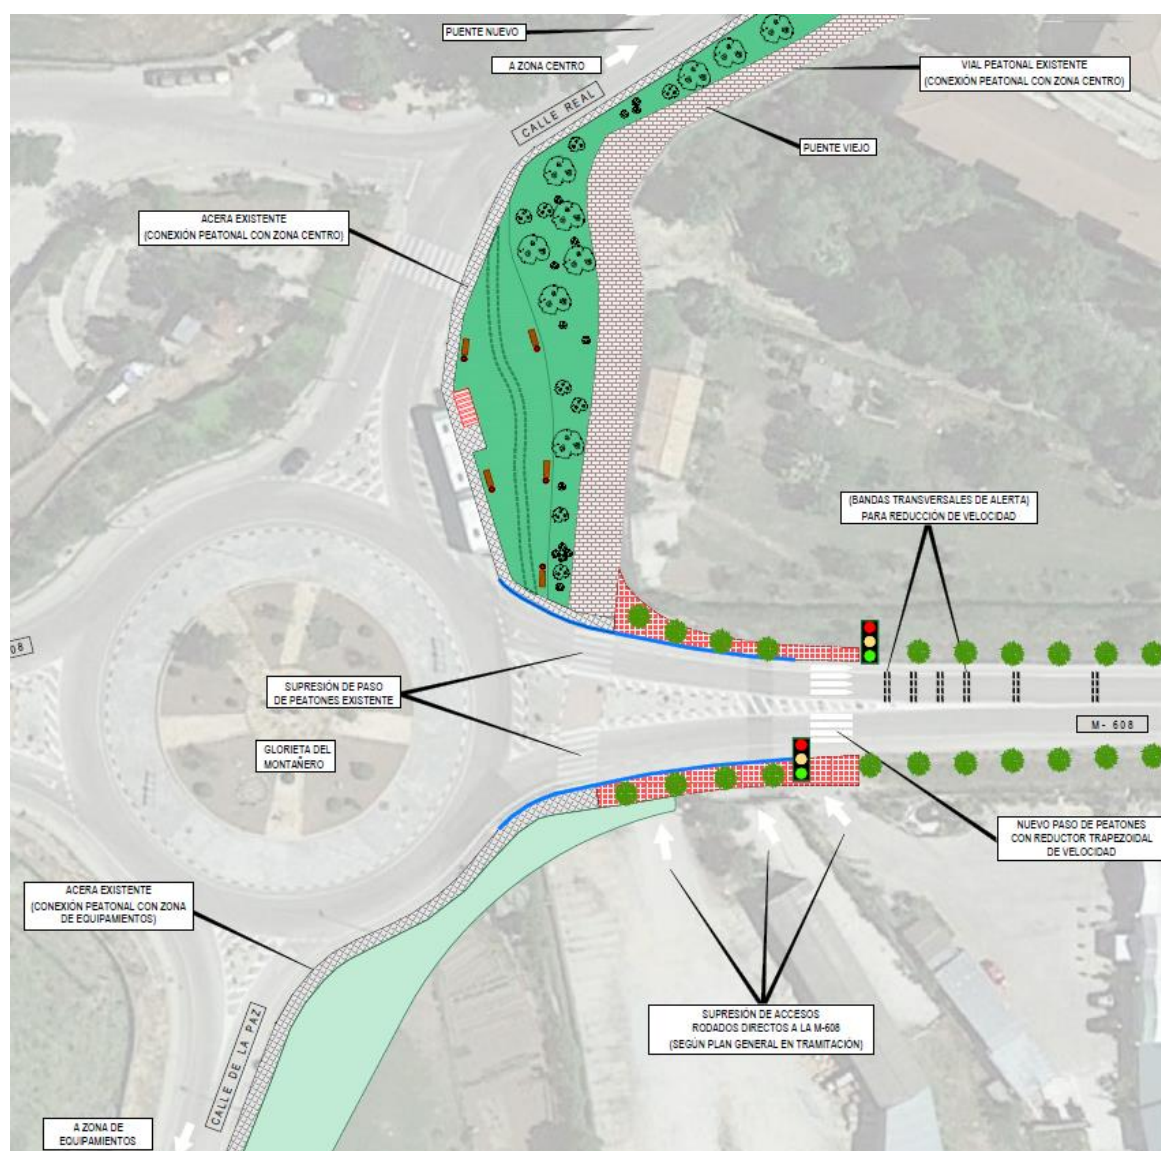 PUENTE NUEVO
A ZONA CENTRO
VIAL PEATONAL EXISTENTE
(CONEXIÓN PEATONAL CON ZONA CENTRO)
CALLE REAL
PUENTE VIEJO
ACERA EXISTENTE
(CONEXIÓN PEATONAL CON ZONA CENTRO)
(BANDAS TRANSVERSALES DE ALERTA)
PARA REDUCCIÓN DE VELOCIDAD
08
SUPRESIÓN DE PASO
DE PEATONES EXISTENTE
M- 608
GLORIETA DEL
MONTAÑERO
NUEVO PASO DE PEATONES
CON REDUCTOR TRAPEZOIDAL
DE VELOCIDAD
ACERA EXISTENTE
(CONEXIÓN PEATONAL CON ZONA
DE EQUIPAMIENTOS)
SUPRESIÓN DE ACCESOS
RODADOS DIRECTOS A LA M-608
(SEGÚN PLAN GENERAL EN TRAMITACIÓN)
CALLE DE LA PAZ
A ZONA DE
EQUIPAMIENTOS